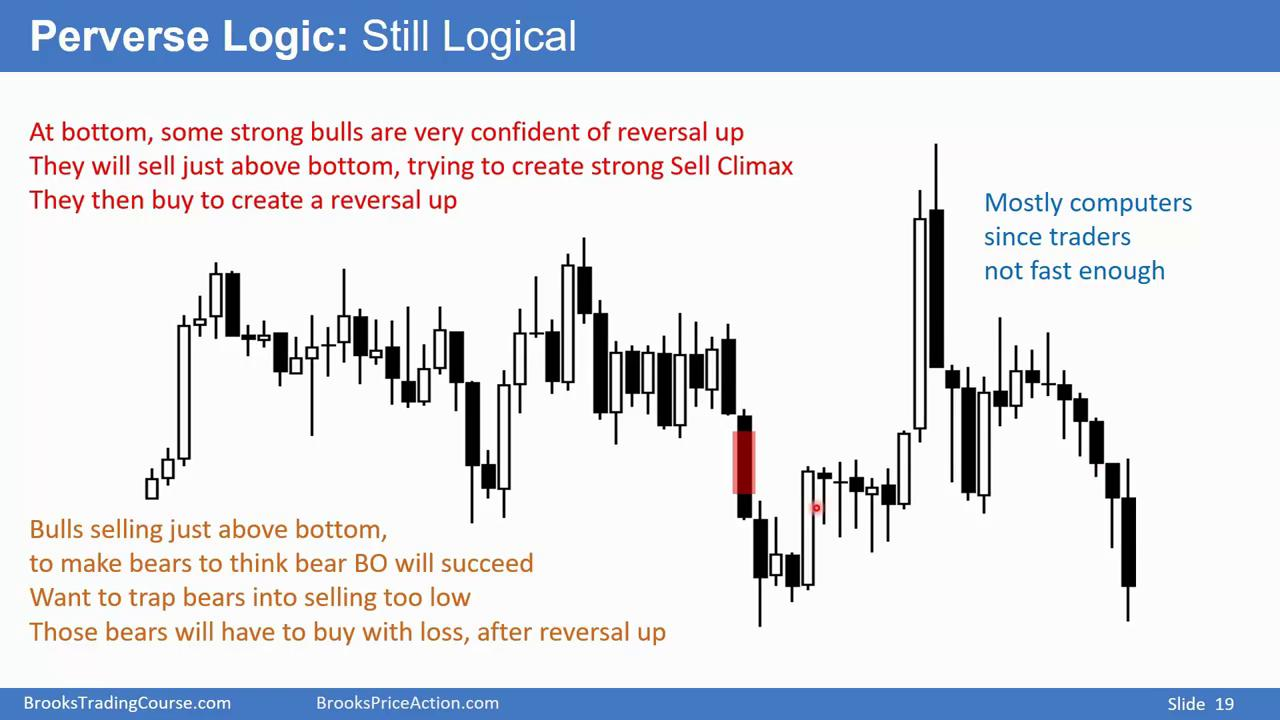 Perverse Logic: Still Logical
At bottom, some strong bulls are very confident of reversal up
They will sell just above bottom, trying to create strong Sell Climax
They then buy to create a reversal up
Mostly computers
since traders
not fast enough
Bulls selling just above bottom,
to make bears to think bear BO will succeed
Want to trap bears into selling too low
Those bears will have to buy with loss, after reversal up
BrooksTradingCourse.com
BrooksPriceAction.com
Slide 19